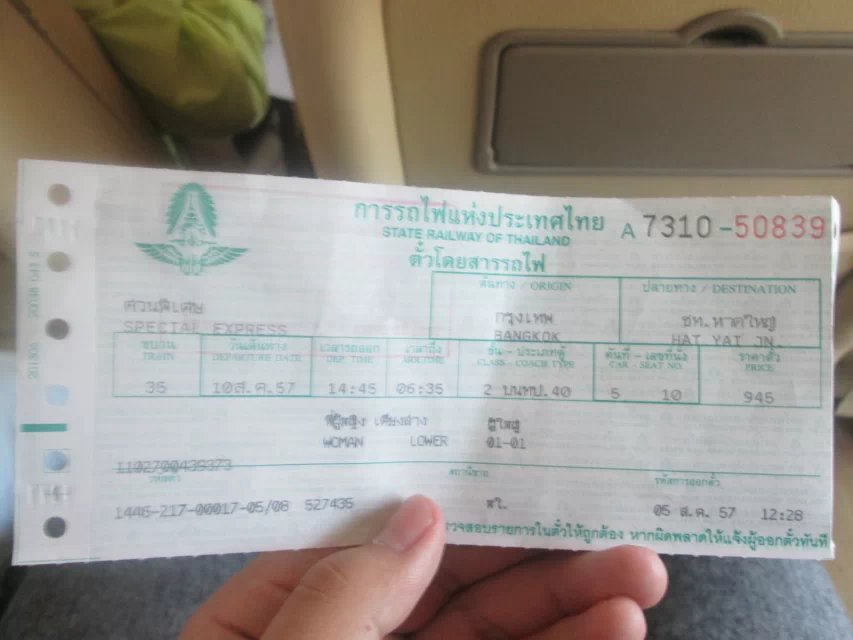 การรถไฟแห่งประเทศไทย A 7310-50839
STATE RAILWAY OF THAILAND
ตั๋วโดยสารรถไฟ
ต้นทาง / ORIGIN ปลายทาง / DESTINATION
ด่วนพิเศษ กรุงเทพ ชท.หาดใหญ่
SPECIAL EXPRESS BANGKOK HAT YAI JN.
ขบวน วันเดินทาง เวลาออก เวลาถึง ชั้น - ประเภทตู้ คันที่ - เลขที่นั่ง ราคาตั๋ว
TRAIN DEPARTURE DATE DEP. TIME ARR. TIME CLASS - COACH TYPE CAR - SEAT NO PRICE
35 10ส.ค.57 14:45 06:35 2 บนทป.40 5 10 945
ผู้หญิง เตียงล่าง ผู้ใหญ่
WOMAN LOWER 01-01
1102700439373
สถานีขาย รหัสการออกตั๋ว
1446-217-00017-05/08 527435 05 ส.ค. 57 12:28
วจสอบรายการในตั๋วให้ถูกต้อง หากผิดพลาดให้แจ้งผู้ออกตั๋วทันที